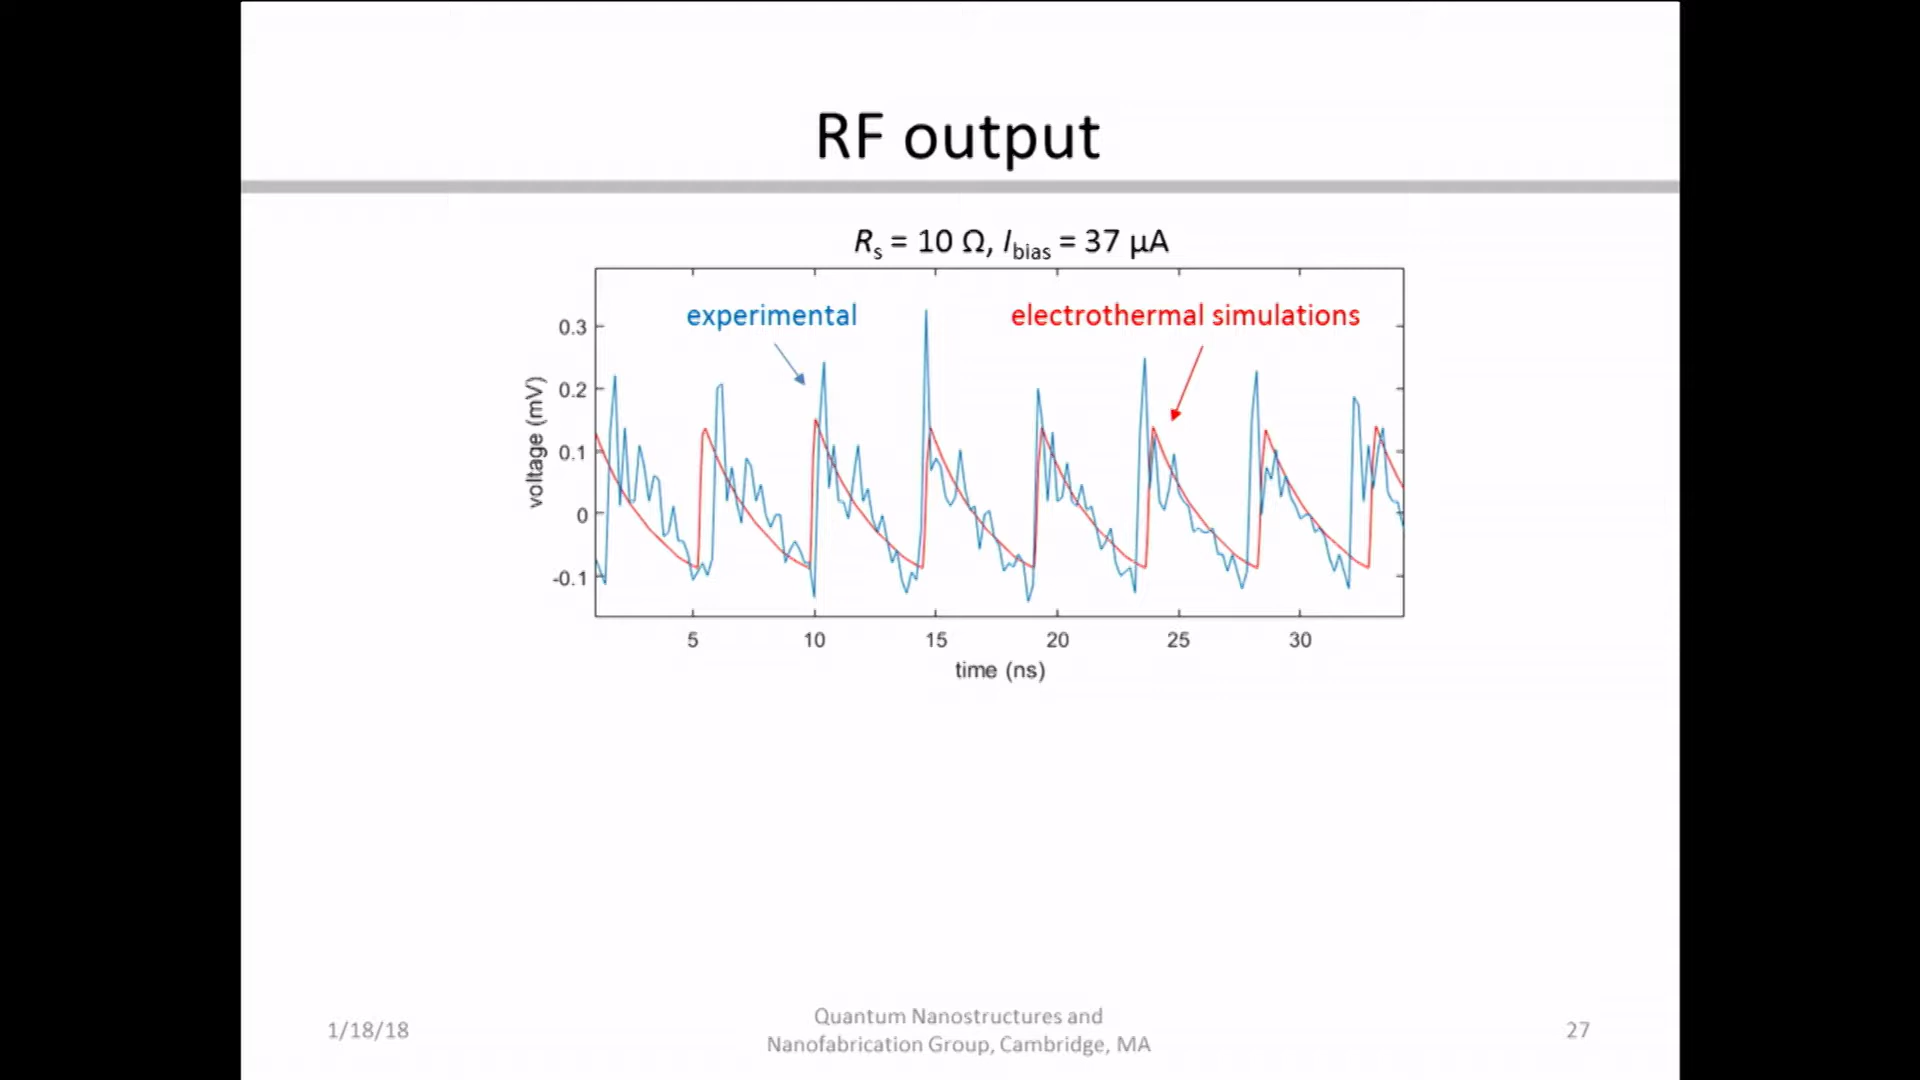 RF output
Rs = 10 Ω, Ibias = 37 µA
experimental
electrothermal simulations
voltage (mV)
0.3
0.2
0.1
0
-0.1
5 10 15 20 25 30
time (ns)
1/18/18
Quantum Nanostructures and
Nanofabrication Group, Cambridge, MA
27